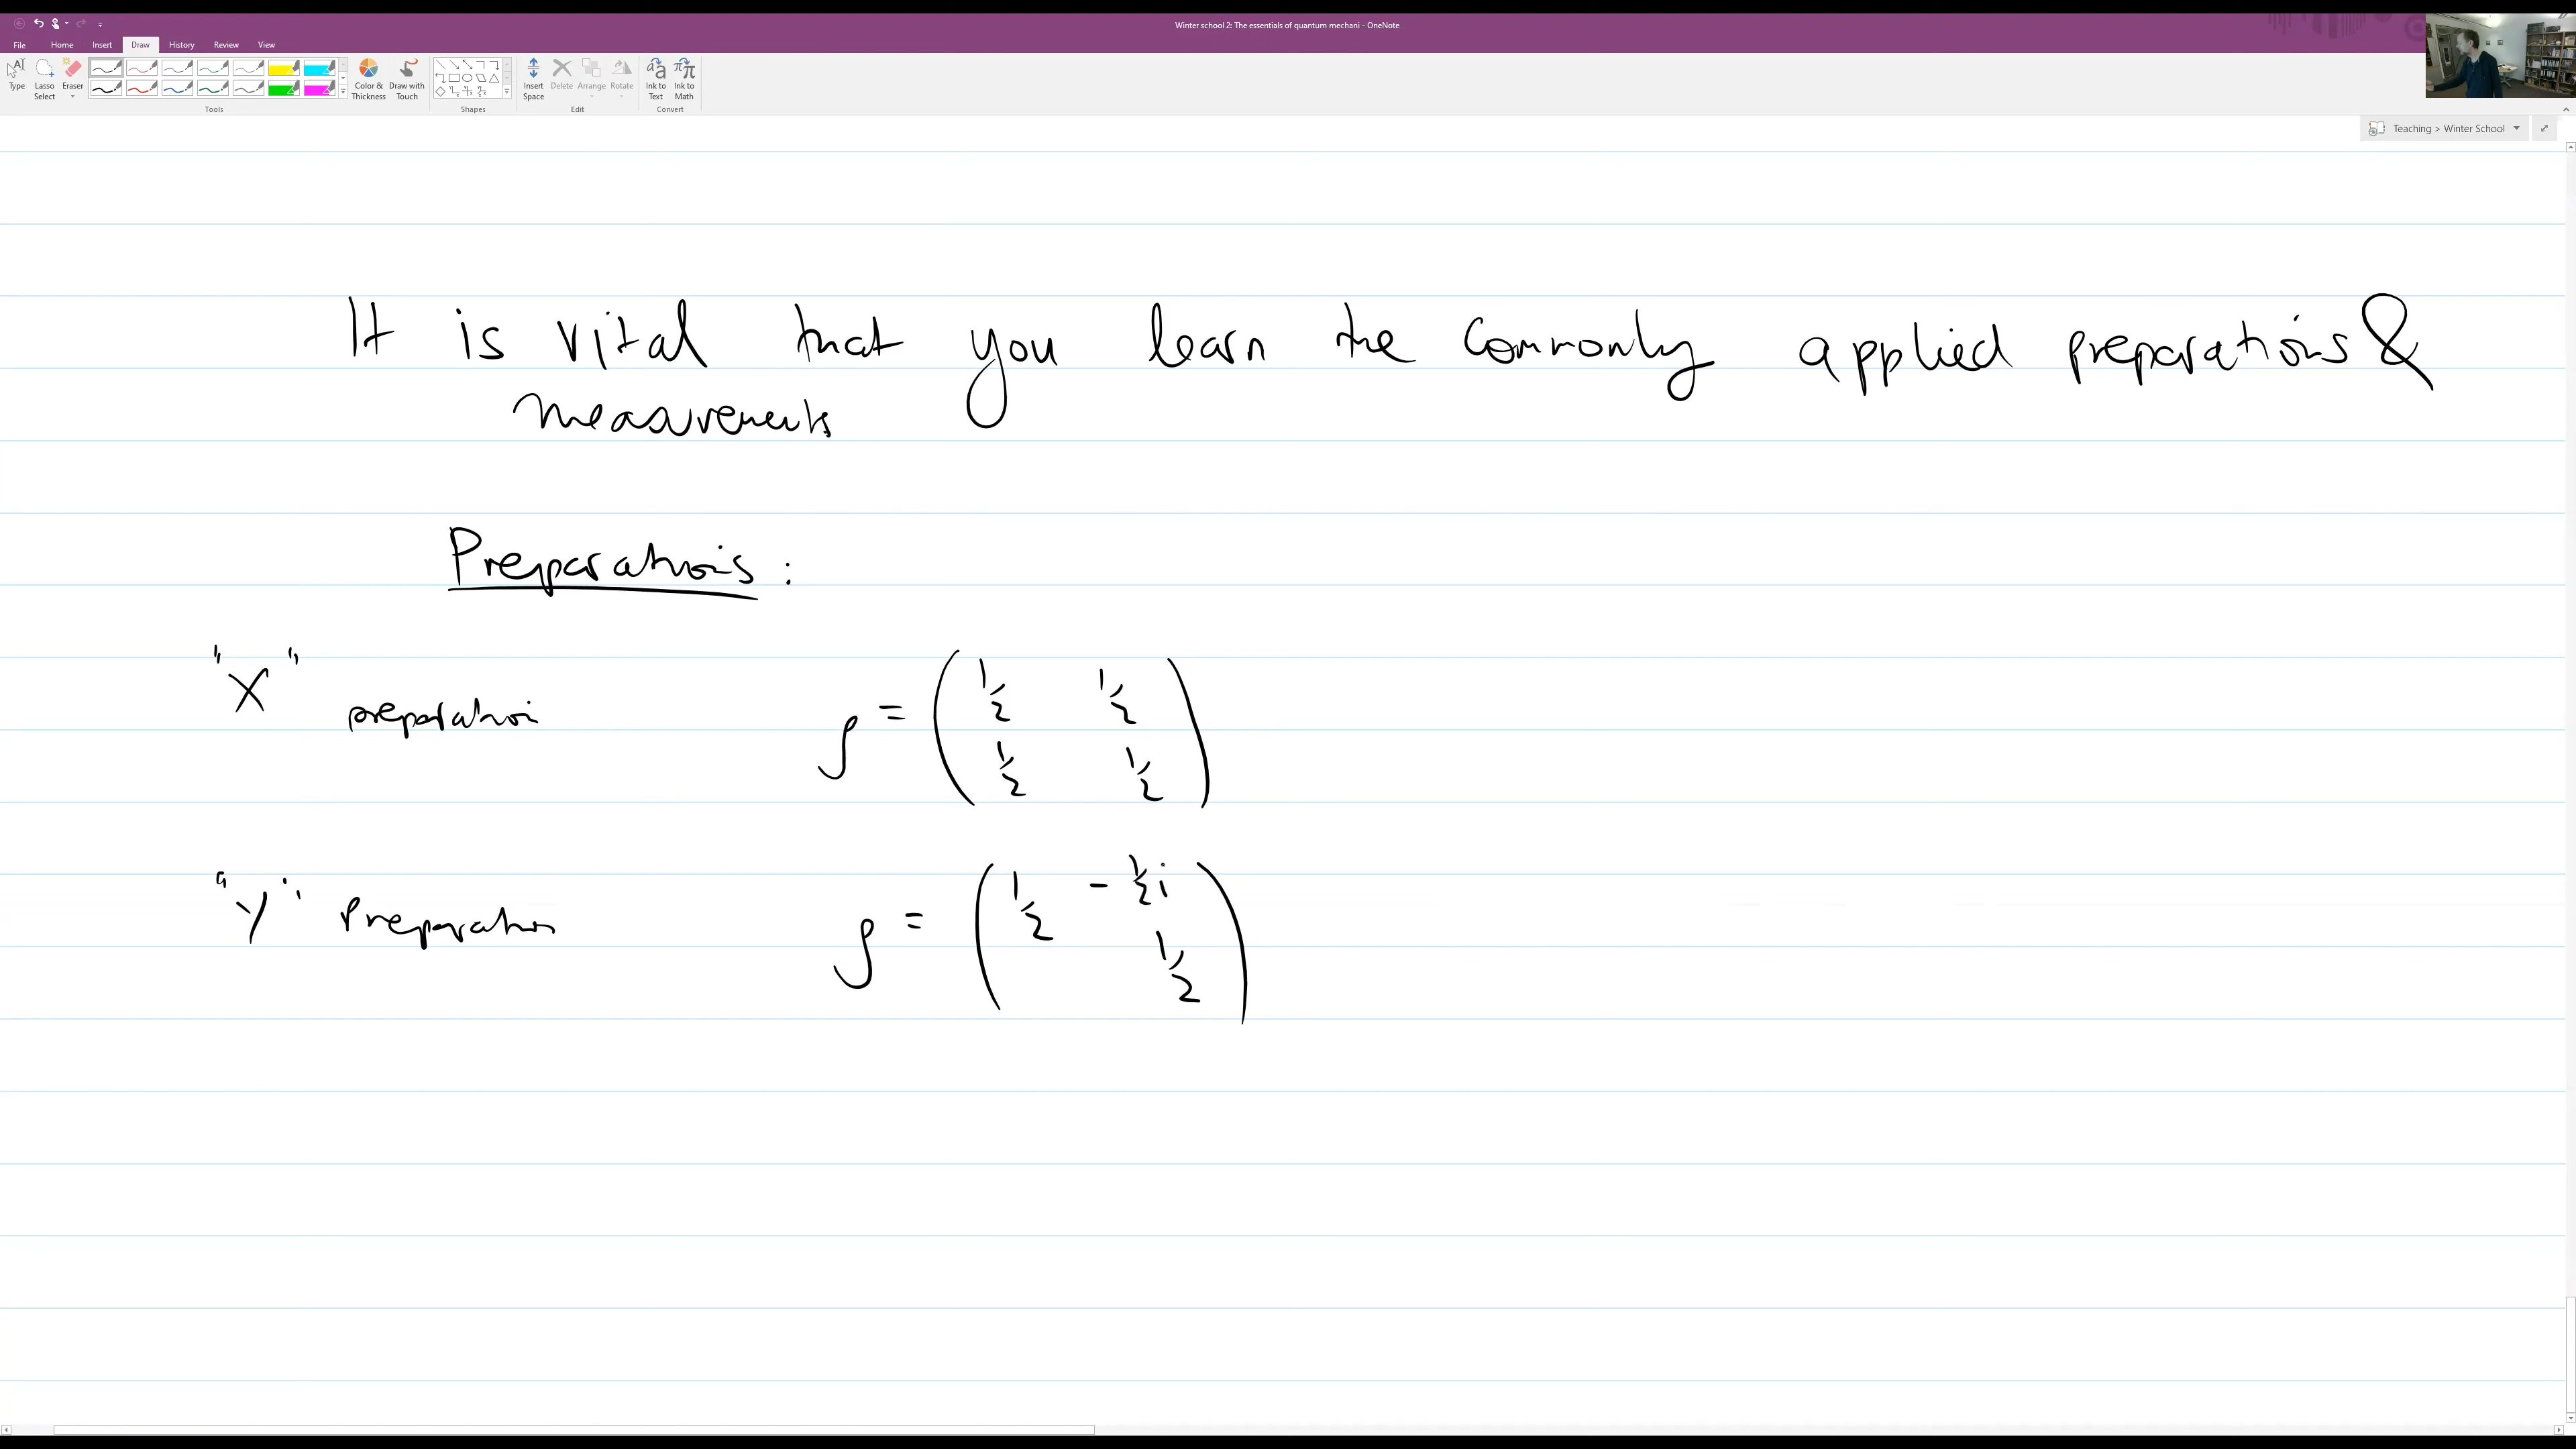 Winter school 2: The essentials of quantum mechani - OneNote
File Home Insert Draw History Review View
Type Lasso Select Eraser Color & Thickness Draw with Touch Insert Space Delete Arrange Rotate Ink to Text Ink to Math
Tools Shapes Edit Convert
Teaching > Winter School
It is vital that you learn the commonly applied preparations &
measurements
Preparations :
"X" preparation ρ = ( 1/2 1/2
1/2 1/2 )
"Y" Preparation ρ = ( 1/2 - 1/2 i
1/2 )